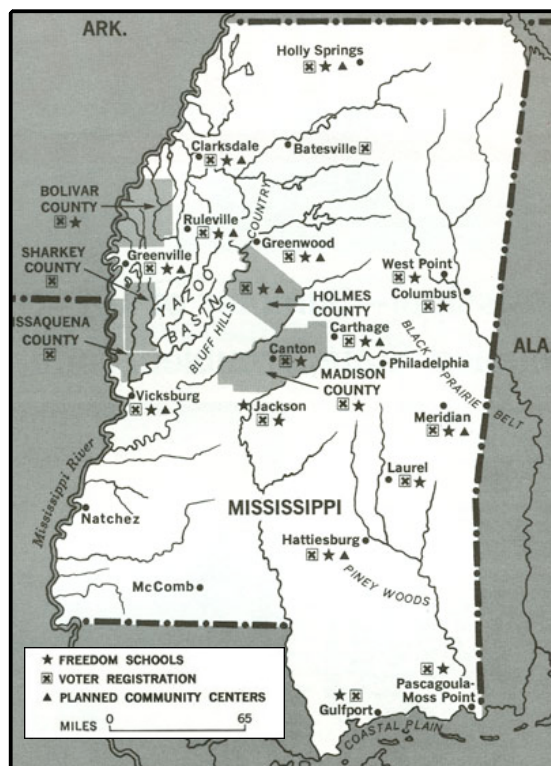 ARK.
Holly Springs
Clarksdale
Batesville
BOLIVAR
COUNTY
Ruleville
COUNTRY
SHARKEY
COUNTY
Greenville
Greenwood
YAZOO
BASIN
West Point
Columbus
ISSAQUENA
COUNTY
HOLMES
COUNTY
BLUFF HILLS
Carthage
BLACK PRAIRIE BELT
ALA
Canton
Philadelphia
MADISON
COUNTY
Vicksburg
Jackson
Meridian
Mississippi River
Laurel
Natchez
MISSISSIPPI
Hattiesburg
McComb
PINEY WOODS
FREEDOM SCHOOLS
VOTER REGISTRATION
PLANNED COMMUNITY CENTERS
MILES 0 65
Pascagoula-
Moss Point
Gulfport
COASTAL PLAIN